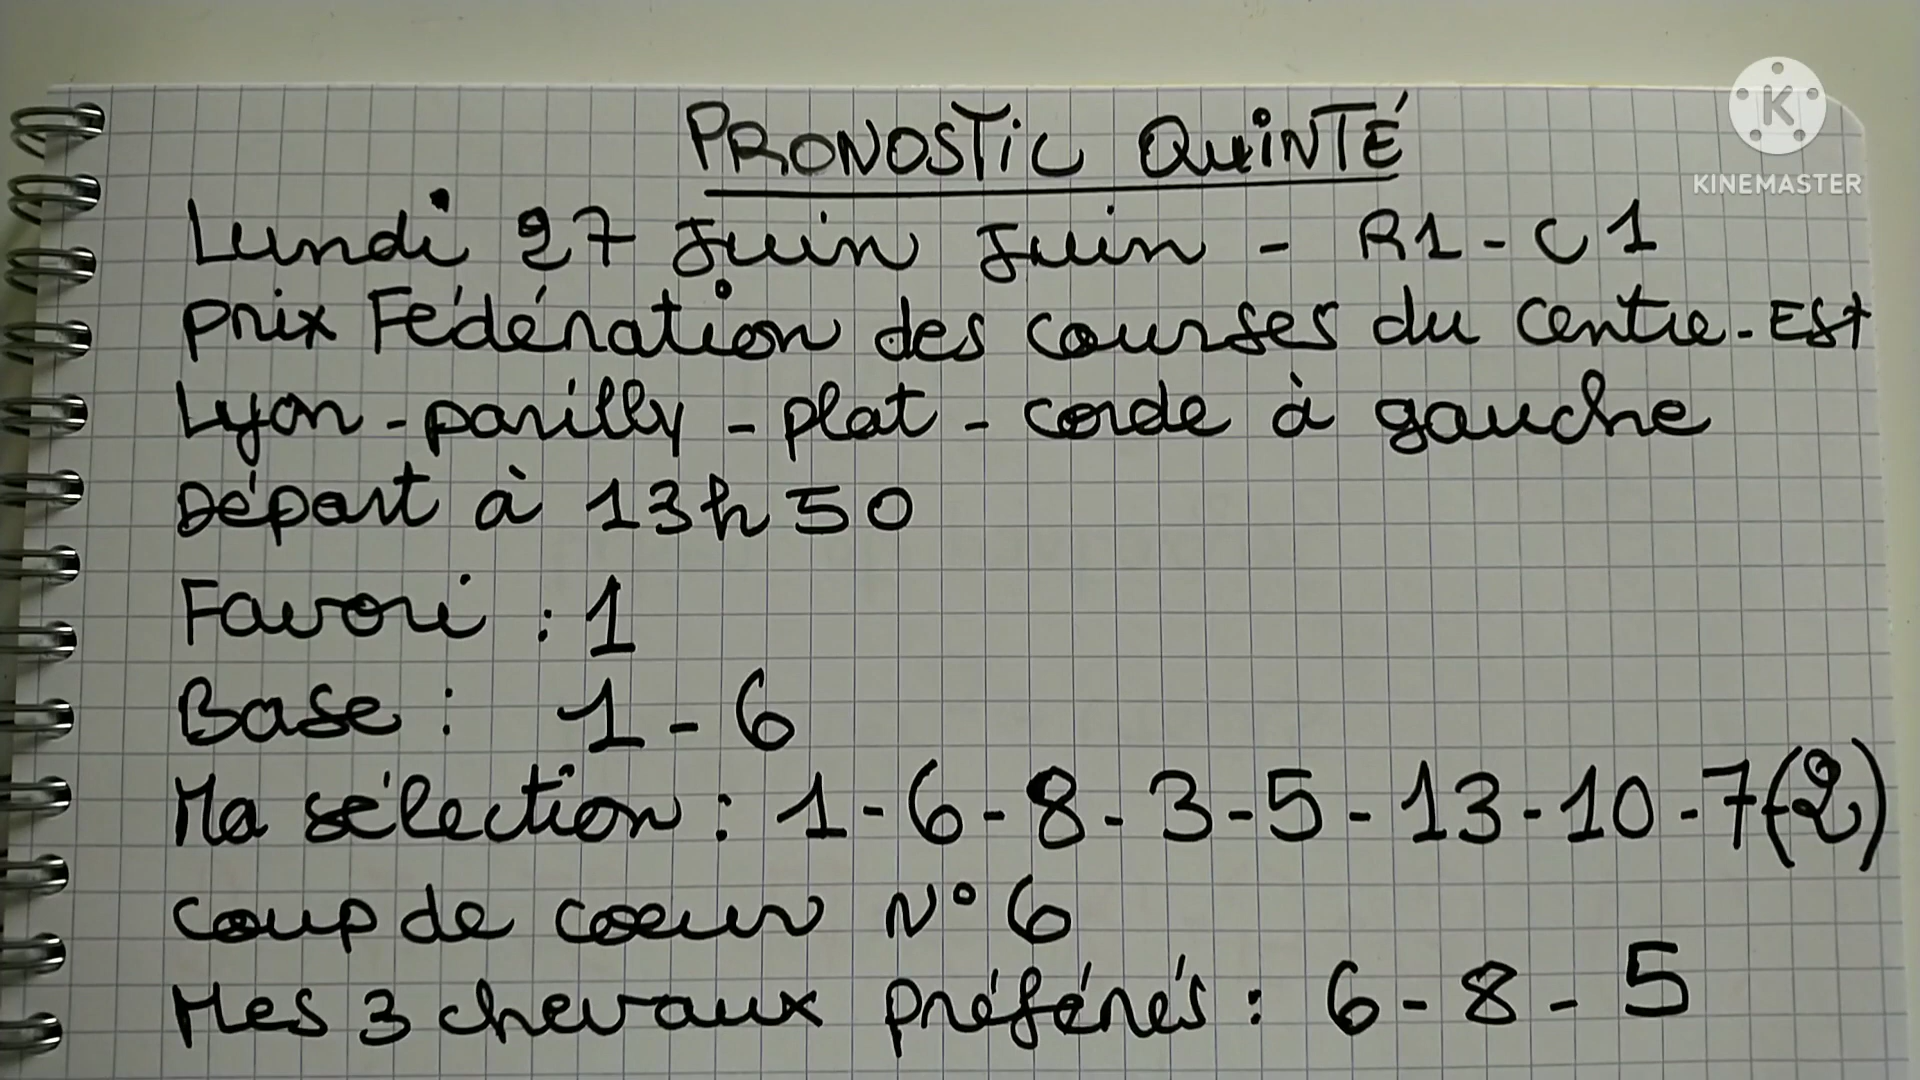 PRONOSTIC QUINTÉ
KINEMASTER
Lundi 27 Juin Juin - R1 - C1
Prix Fédération des courses du Centre-Est
Lyon - parilly - plat - corde à gauche
Départ à 13h50
Favori : 1
Base : 1 - 6
Ma sélection : 1 - 6 - 8 - 3 - 5 - 13 - 10 - 7 (2)
Coup de coeur N° 6
Mes 3 chevaux préférés : 6 - 8 - 5